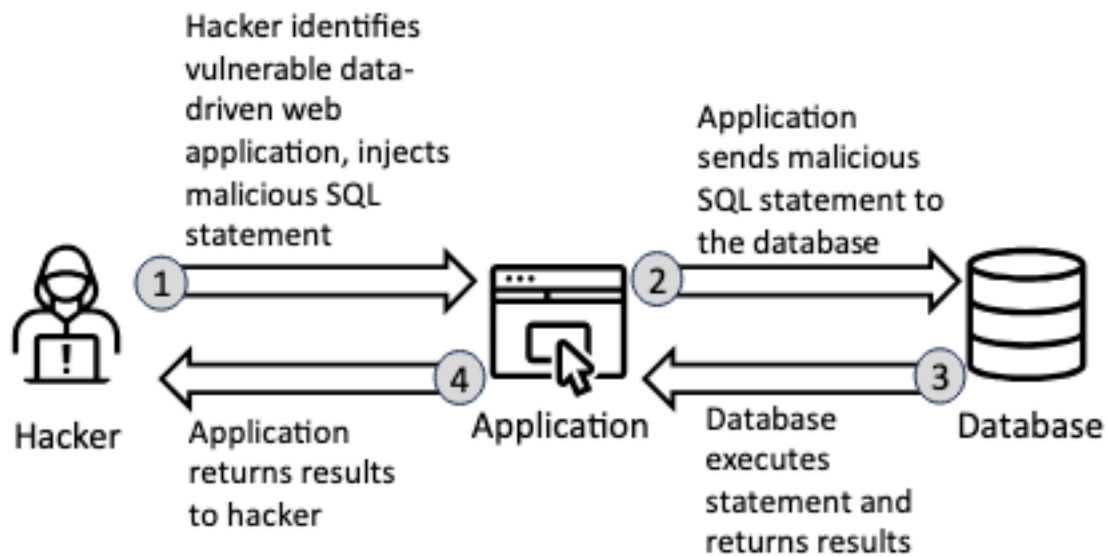 Hacker identifies
vulnerable data-
driven web
application, injects
malicious SQL
statement
Application
sends malicious
SQL statement to
the database
1
2
!
4
3
Hacker
Application
returns results
to hacker
Application
Database
executes
statement and
returns results
Database